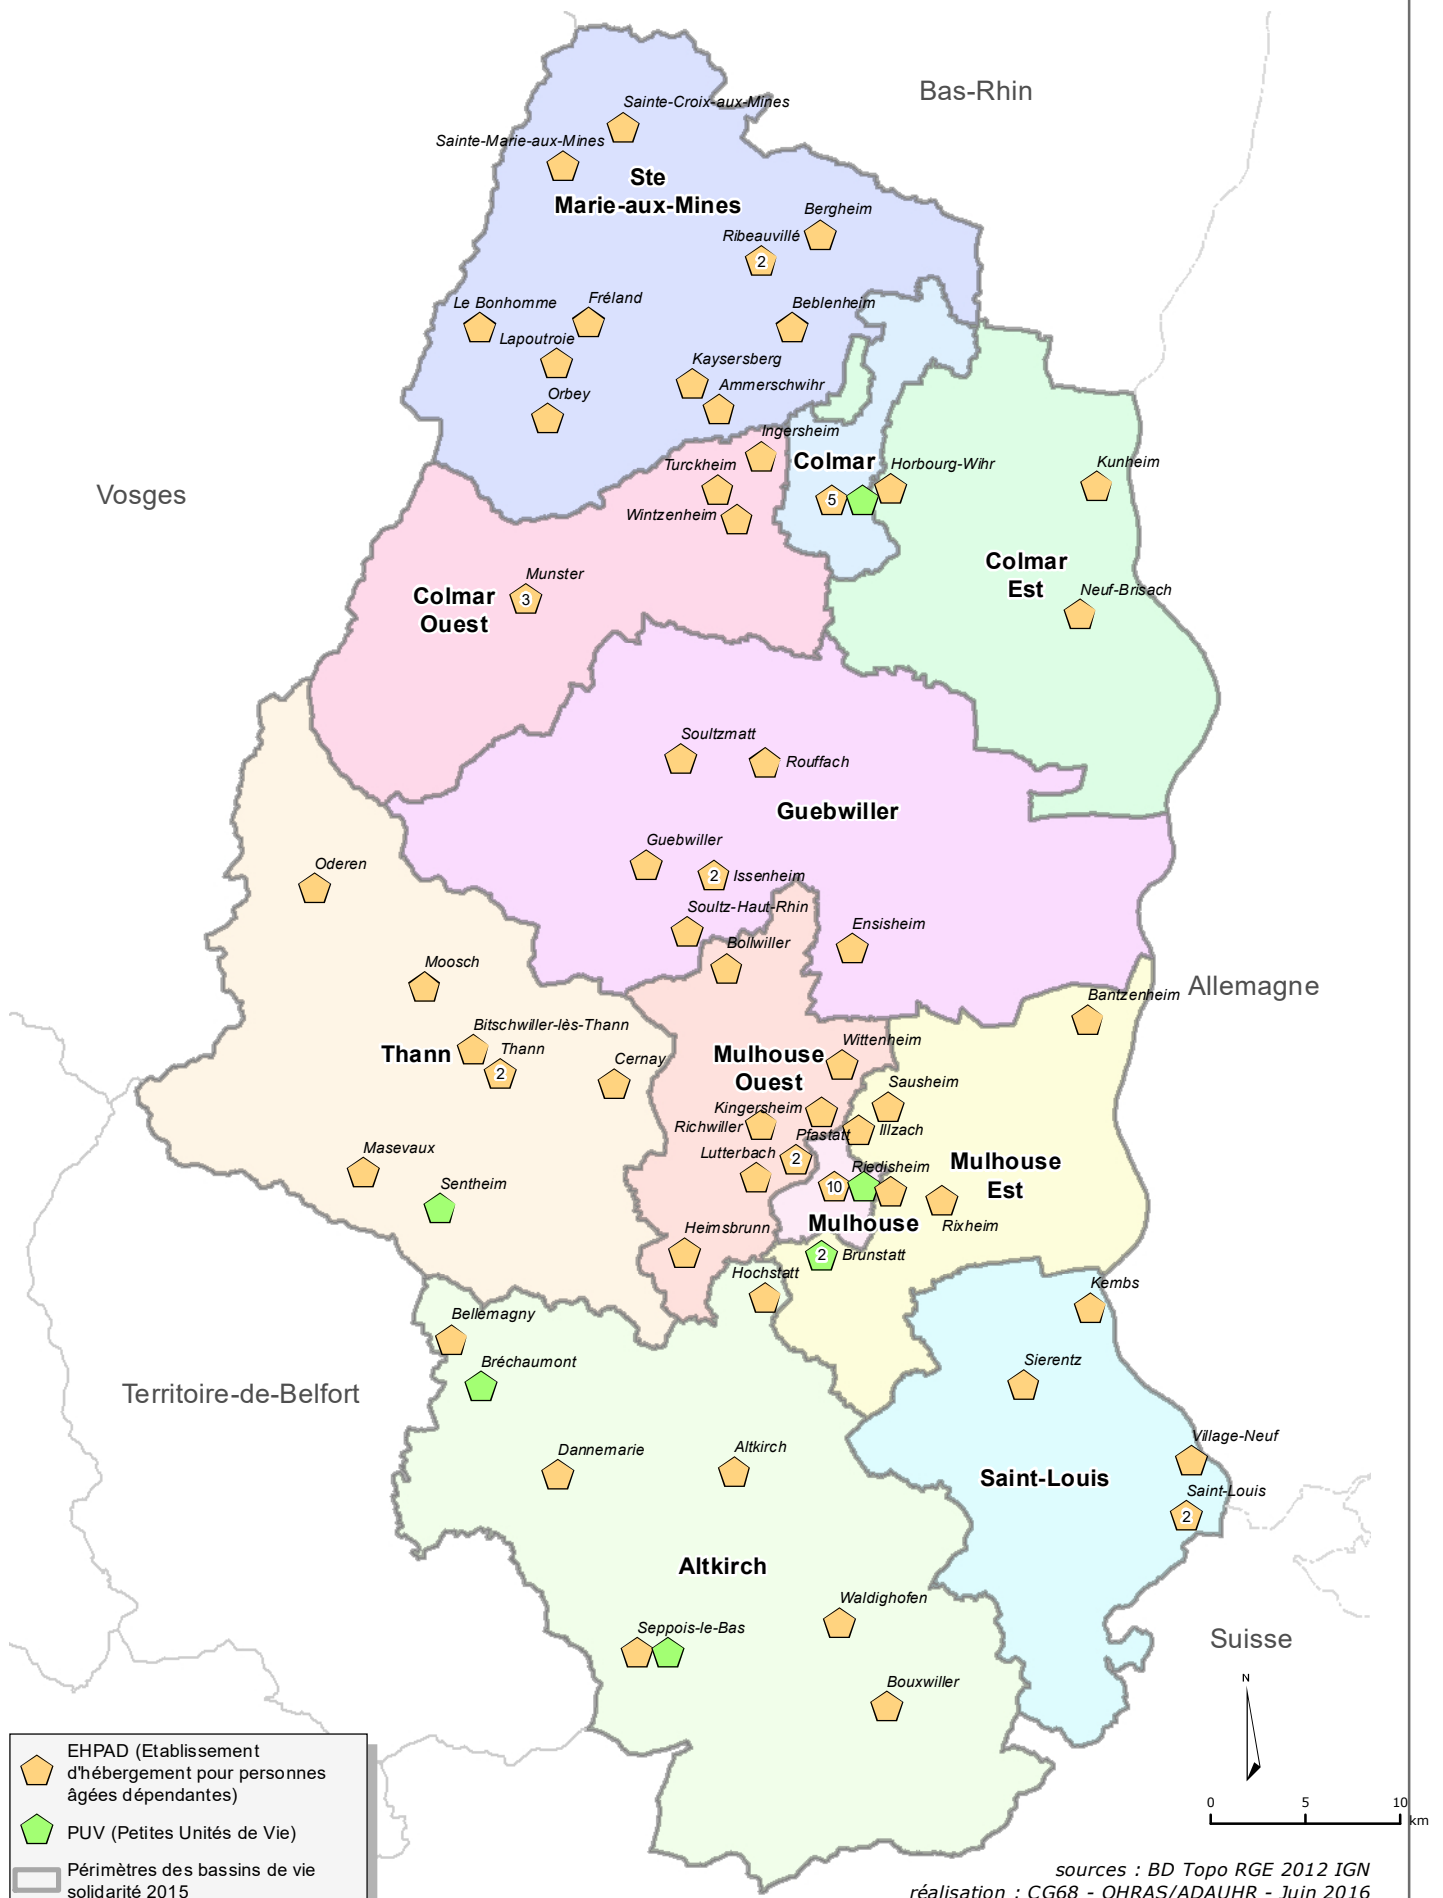 Bas-Rhin
Sainte-Croix-aux-Mines
Sainte-Marie-aux-Mines
Ste
Marie-aux-Mines
Bergheim
Ribeauvillé
2
Le Bonhomme
Fréland
Beblenheim
Lapoutroie
Kaysersberg
Ammerschwihr
Orbey
Ingersheim
Turckheim
Colmar
Horbourg-Wihr
Kunheim
Vosges
5
Wintzenheim
Colmar
Est
Munster
3
Colmar
Ouest
Neuf-Brisach
Soultzmatt
Rouffach
Guebwiller
Guebwiller
2
Issenheim
Oderen
Soultz-Haut-Rhin
Ensisheim
Bollwiller
Moosch
Allemagne
Bantzenheim
Bitschwiller-lès-Thann
Thann
Thann
2
Cernay
Mulhouse
Ouest
Wittenheim
Sausheim
Kingersheim
Richwiller
Illzach
Pfastatt
2
Lutterbach
Masevaux
Riedisheim
10
Mulhouse
Est
Sentheim
Rixheim
Mulhouse
Heimsbrunn
2
Brunstatt
Hochstatt
Kembs
Bellemagny
Bréchaumont
Sierentz
Territoire-de-Belfort
Dannemarie
Altkirch
Village-Neuf
Saint-Louis
Saint-Louis
2
Altkirch
Waldighofen
Seppois-le-Bas
Suisse
Bouxwiller
N
EHPAD (Etablissement
d'hébergement pour personnes
âgées dépendantes)
PUV (Petites Unités de Vie)
Périmètres des bassins de vie
solidarité 2015
0 5 10
km
sources : BD Topo RGE 2012 IGN
réalisation : CG68 - OHRAS/ADAUHR - Juin 2016